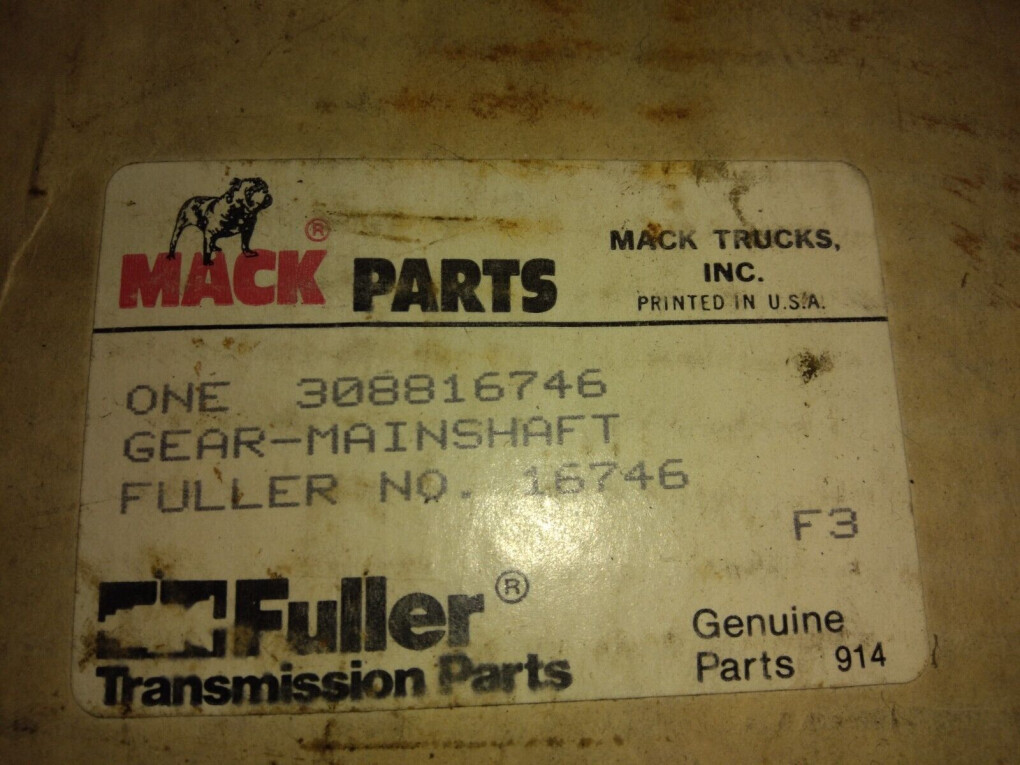 MACK® PARTS
MACK TRUCKS,
INC.
PRINTED IN U.S.A.
ONE 308816746
GEAR-MAINSHAFT
FULLER NO. 16746
F3
Fuller®
Transmission Parts
Genuine
Parts 914